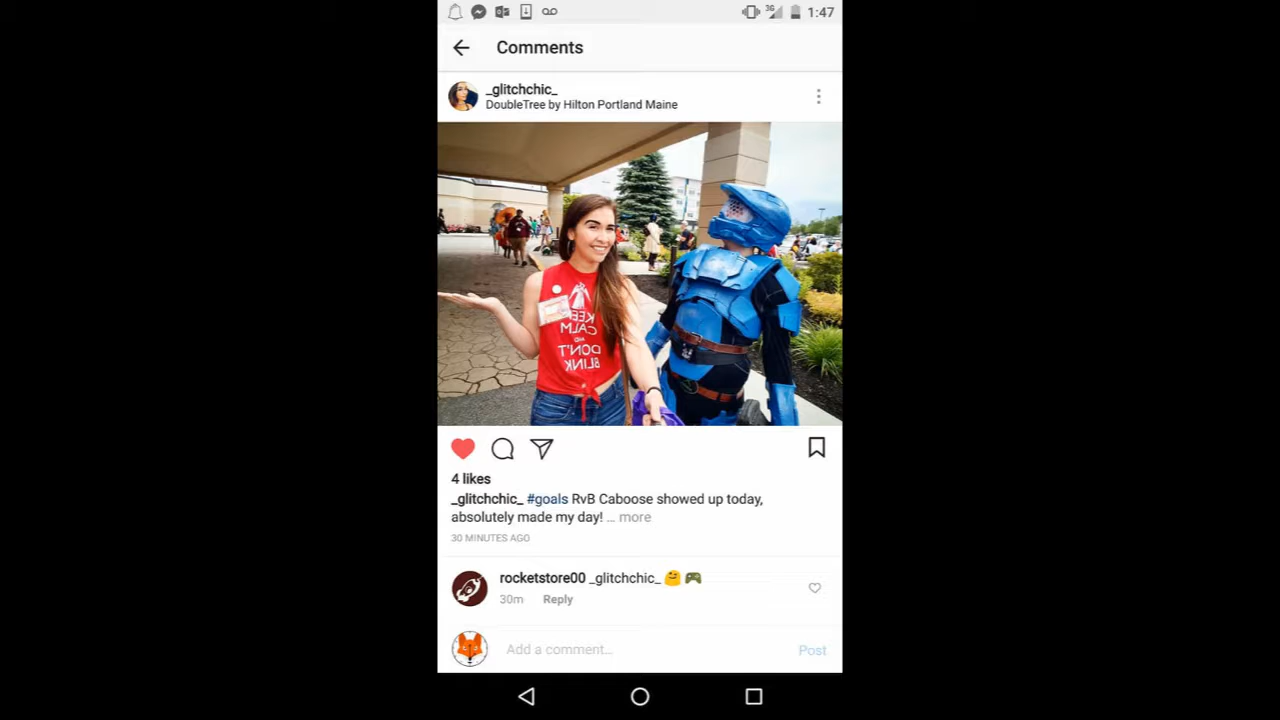 3G 1:47
Comments
_glitchchic_
DoubleTree by Hilton Portland Maine
KEEP
CALM
AND
DON'T
BLINK
4 likes
_glitchchic_ #goals RvB Caboose showed up today,
absolutely made my day! ... more
30 MINUTES AGO
rocketstore00 _glitchchic_ 😋 🎮
30m Reply
Add a comment... Post